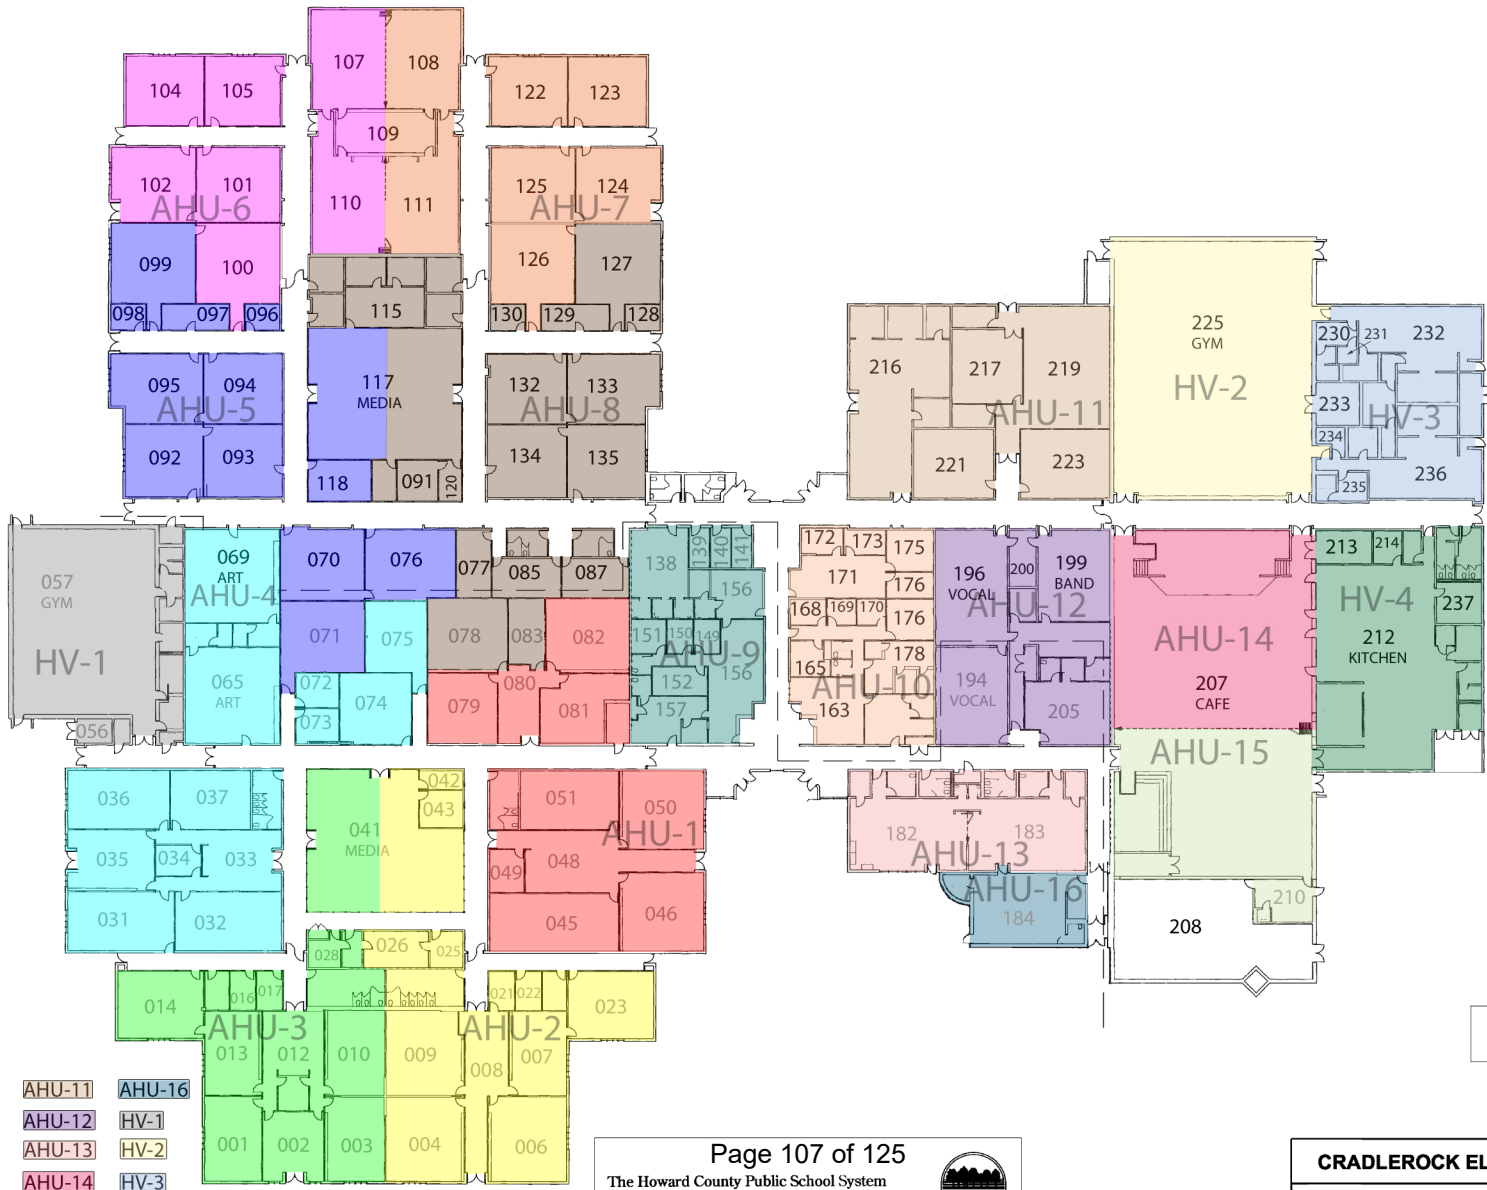 107 108
104 105 122 123
109
102 101 125 124
AHU-6 110 111 AHU-7
099 100 126 127
098 097 096 115 130 129 128
225
GYM
230 231 232
095 094 117 132 133 216 217 219
AHU-5 MEDIA AHU-8 AHU-11 HV-2 233 HV-3
234
092 093 118 091 120 134 135 221 223 235 236
057
GYM
069
ART
070 076 077 085 087 138 139 140 141 172 173 175 196
VOCAL
200 199
BAND
213 214
AHU-4 156 171 176 AHU-12 HV-4 237
HV-1 071 075 078 083 082 151 150 149 168 169 170 176 AHU-14 212
KITCHEN
AHU-9 156 165 178
065
ART
072 074 080 152 AHU-10 194
VOCAL
207
CAFE
056 073 079 081 157 163 205
AHU-15
036 037 042 051 050
043
041
MEDIA
AHU-1 182 183
035 034 033 048 AHU-13
049 AHU-16
031 032 045 046 184 210
208
028 026 025
014 016 017 021 022 023
AHU-3 AHU-2
013 012 010 009 008 007
001 002 003 004 006
AHU-11 AHU-16
AHU-12 HV-1
AHU-13 HV-2
AHU-14 HV-3
Page 107 of 125
The Howard County Public School System
CRADLEROCK EL